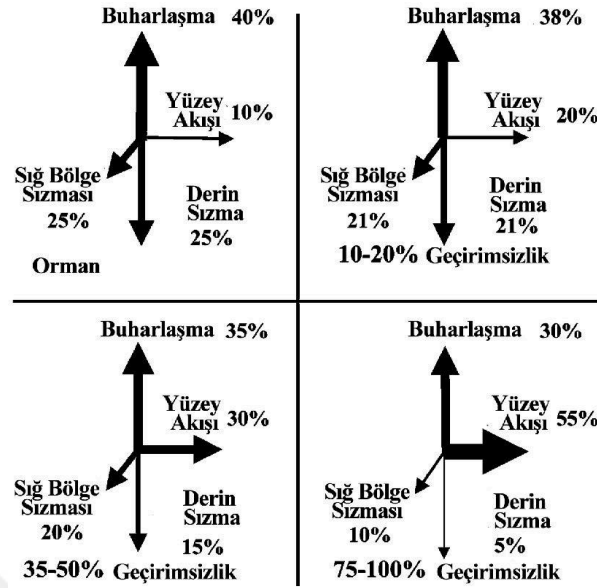 Buharlaşma 40%
Yüzey
Akışı 10%
Sığ Bölge
Sızması
25%
Derin
Sızma
25%
Orman
Buharlaşma 38%
Yüzey
Akışı 20%
Sığ Bölge
Sızması
21%
Derin
Sızma
21%
10-20% Geçirimsizlik
Buharlaşma 35%
Yüzey
Akışı 30%
Sığ Bölge
Sızması
20%
Derin
Sızma
15%
35-50% Geçirimsizlik
Buharlaşma 30%
Yüzey
Akışı 55%
Sığ Bölge
Sızması
10%
Derin
Sızma
5%
75-100% Geçirimsizlik